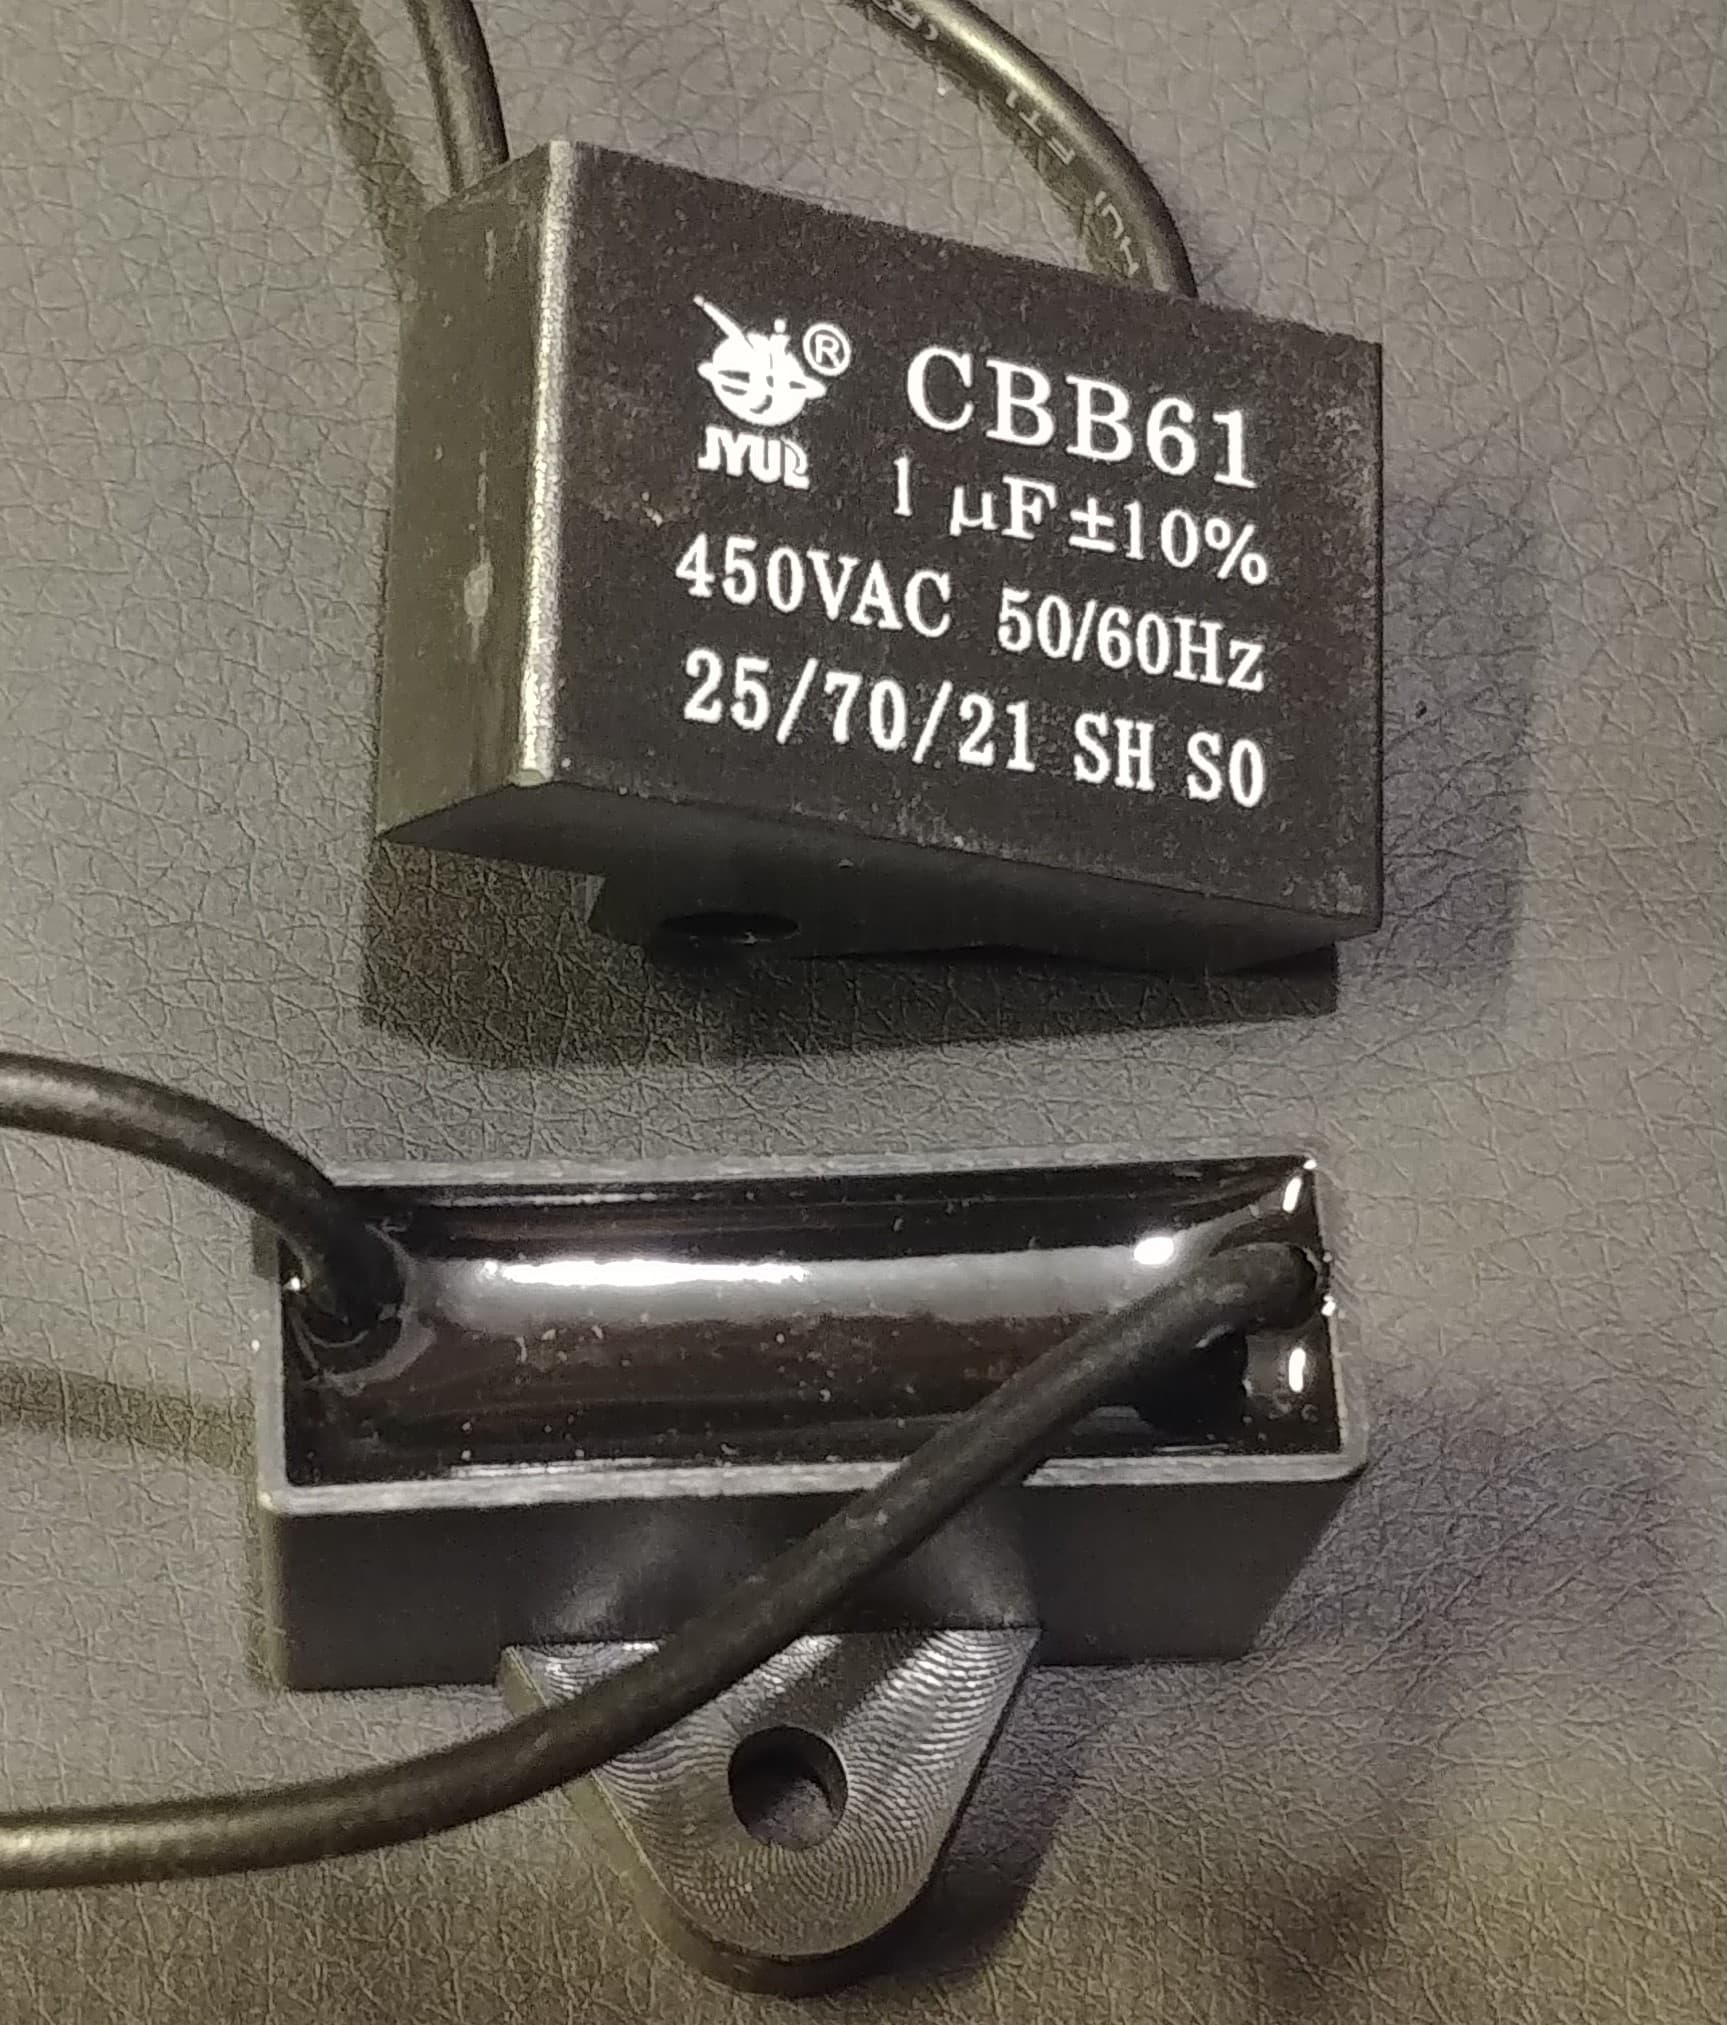 ® CBB61
JYUL 1 μF±10%
450VAC 50/60Hz
25/70/21 SH S0